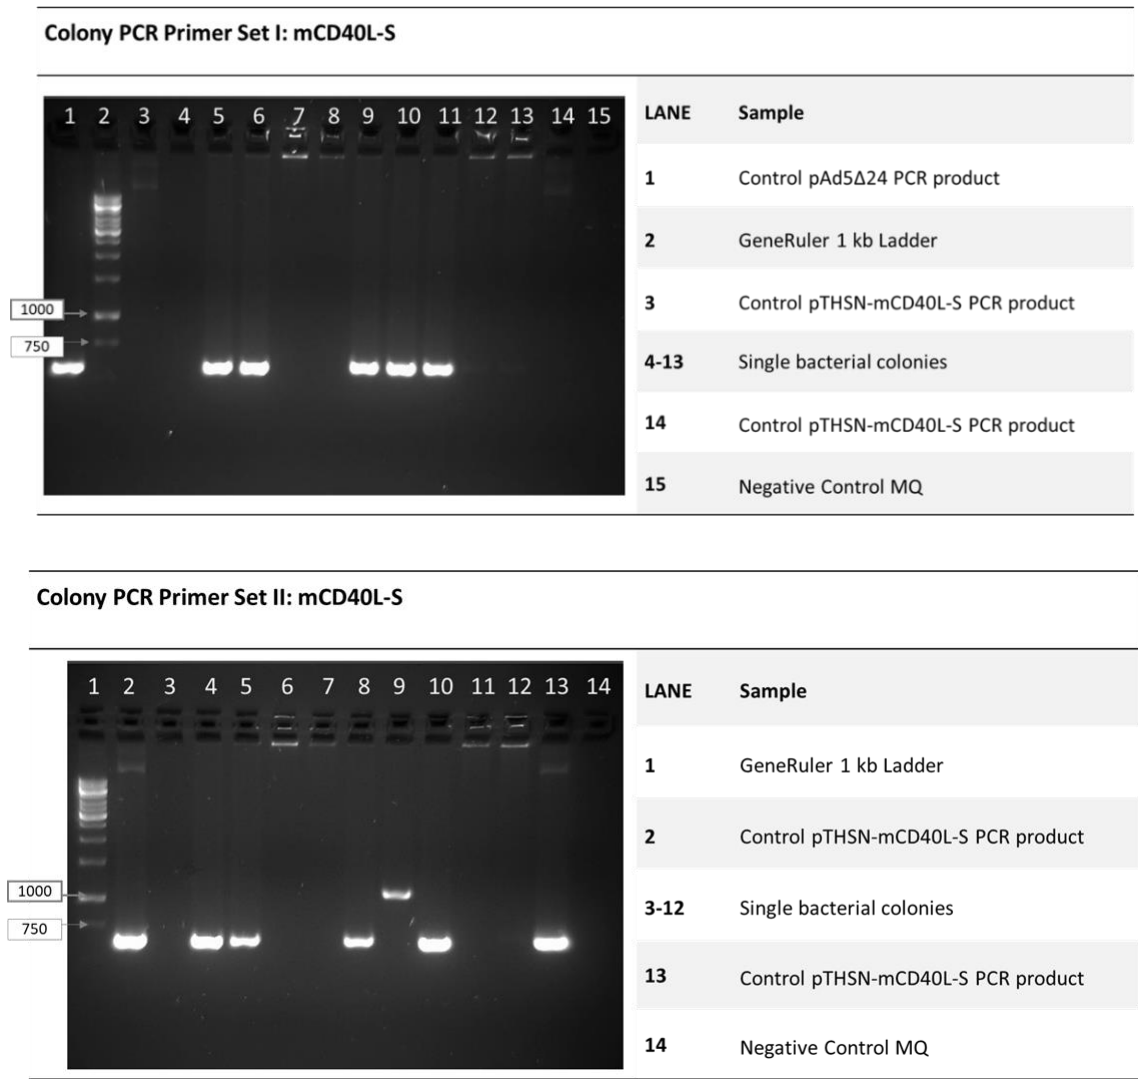 Colony PCR Primer Set I: mCD40L-S
1 2 3 4 5 6 7 8 9 10 11 12 13 14 15
1000
750
LANE Sample
1 Control pAd5Δ24 PCR product
2 GeneRuler 1 kb Ladder
3 Control pTHSN-mCD40L-S PCR product
4-13 Single bacterial colonies
14 Control pTHSN-mCD40L-S PCR product
15 Negative Control MQ
Colony PCR Primer Set II: mCD40L-S
1 2 3 4 5 6 7 8 9 10 11 12 13 14
1000
750
LANE Sample
1 GeneRuler 1 kb Ladder
2 Control pTHSN-mCD40L-S PCR product
3-12 Single bacterial colonies
13 Control pTHSN-mCD40L-S PCR product
14 Negative Control MQ